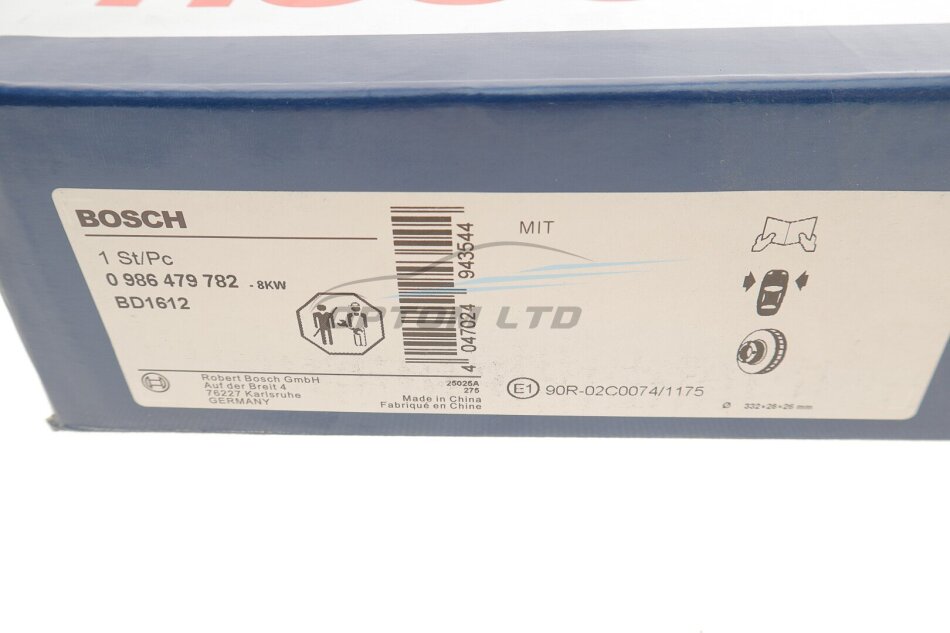 BOSCH
1 St/Pc
0 986 479 782 - 8KW
BD1612
MIT
4 047024 943544
Robert Bosch GmbH
Auf der Breit 4
76227 Karlsruhe
GERMANY
25025A
275
Made in China
Fabriqué en Chine
E1 90R-02C0074/1175
Ø 332×28×26 mm
LTD